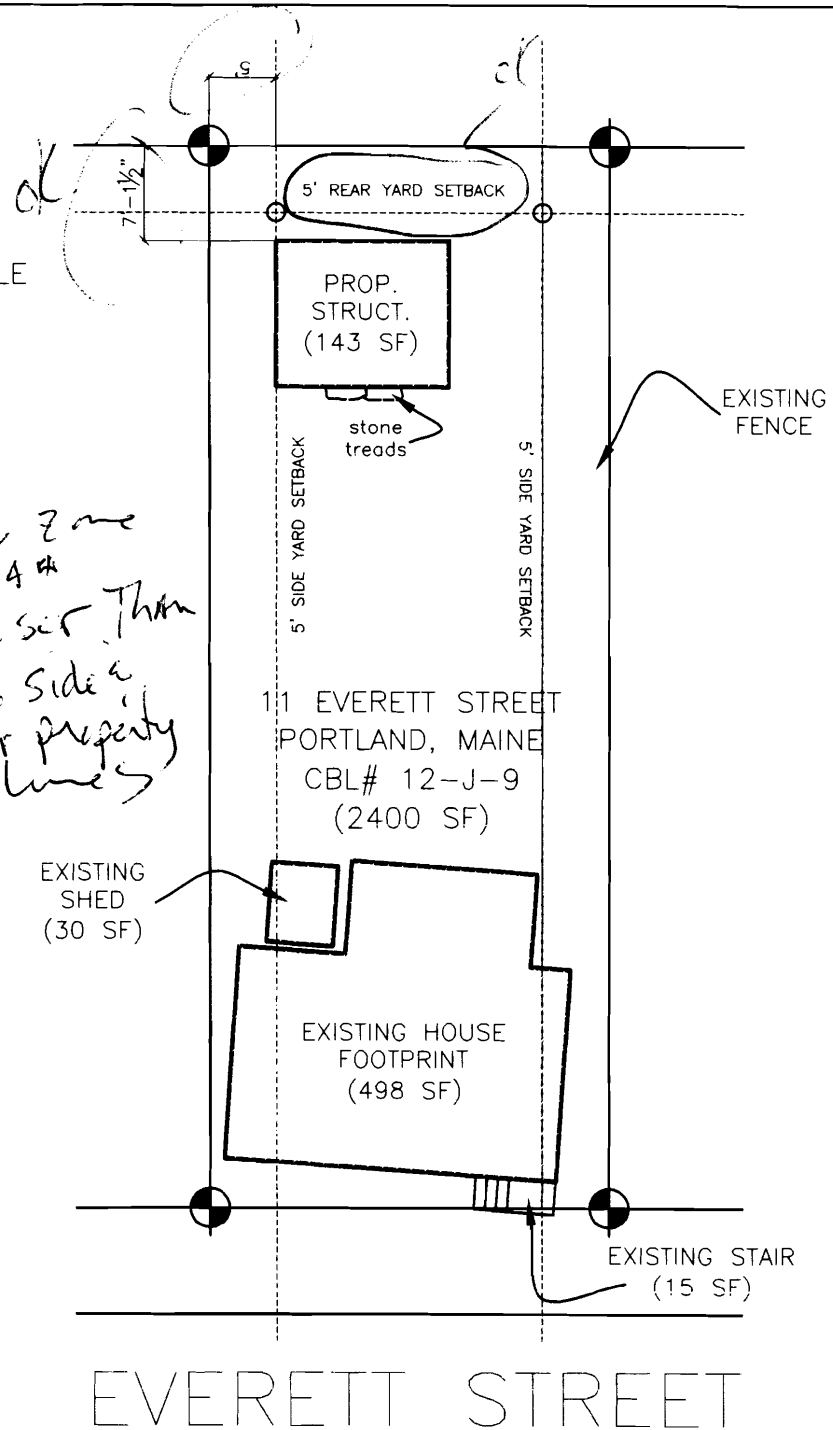 5'
ok
ok
7'-1½"
5' REAR YARD SETBACK
LE
PROP.
STRUCT.
(143 SF)
stone
treads
EXISTING
FENCE
5' SIDE YARD SETBACK
5' SIDE YARD SETBACK
Zone
Than
side
property
lines
11 EVERETT STREET
PORTLAND, MAINE
CBL# 12-J-9
(2400 SF)
EXISTING
SHED
(30 SF)
EXISTING HOUSE
FOOTPRINT
(498 SF)
EXISTING STAIR
(15 SF)
EVERETT STREET